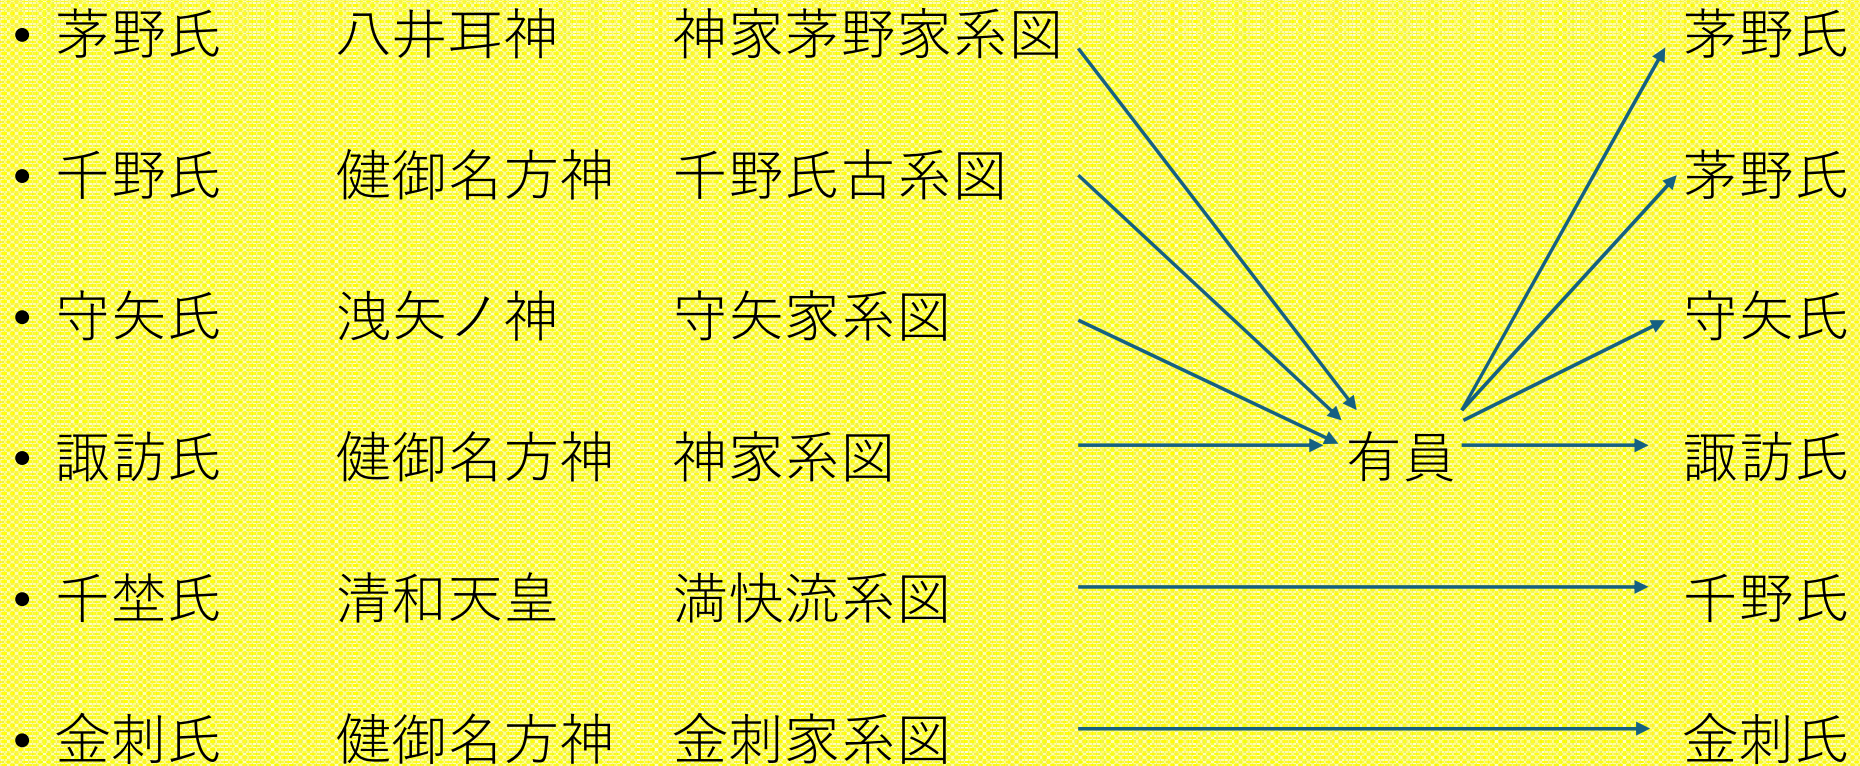 • 茅野氏 八井耳神 神家茅野家系図 茅野氏
• 千野氏 健御名方神 千野氏古系図 茅野氏
• 守矢氏 洩矢ノ神 守矢家系図 守矢氏
• 諏訪氏 健御名方神 神家系図 有員 諏訪氏
• 千埜氏 清和天皇 満快流系図 千野氏
• 金刺氏 健御名方神 金刺家系図 金刺氏